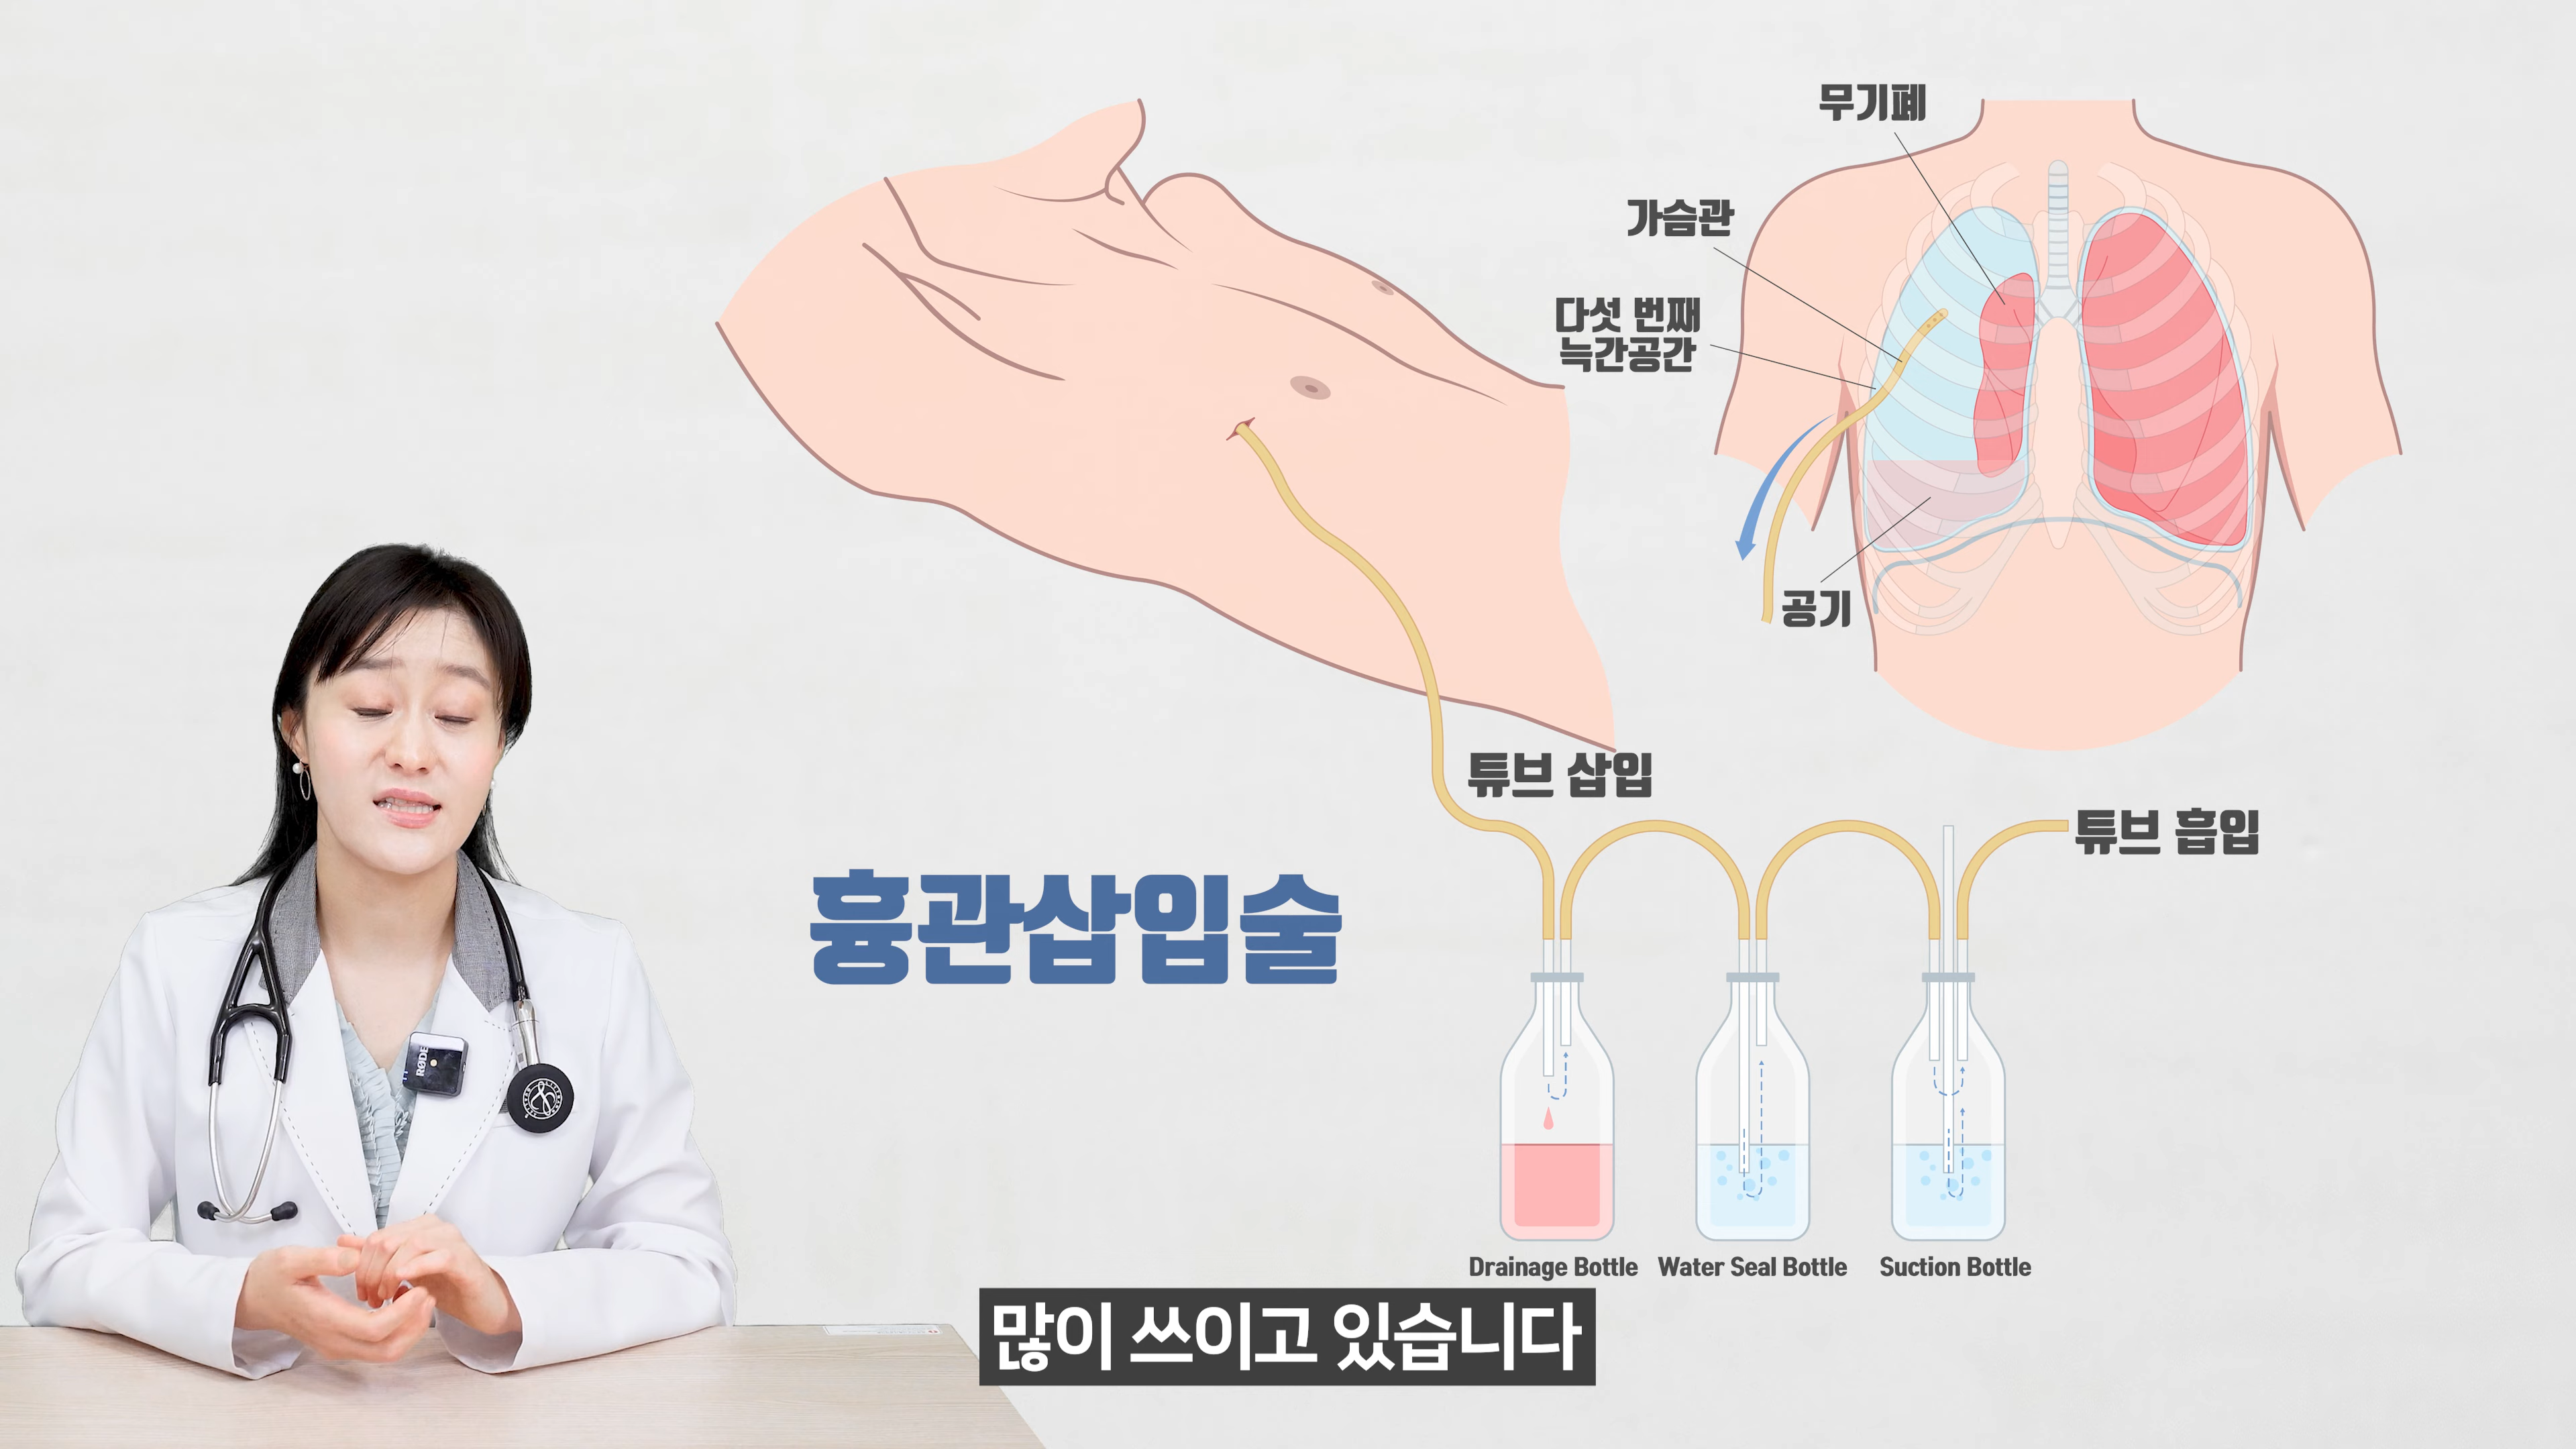 무기폐
가슴관
다섯 번째
늑간공간
공기
튜브 삽입
튜브 흡입
흉관삽입술
RØDE
Drainage Bottle
Water Seal Bottle
Suction Bottle
많이 쓰이고 있습니다